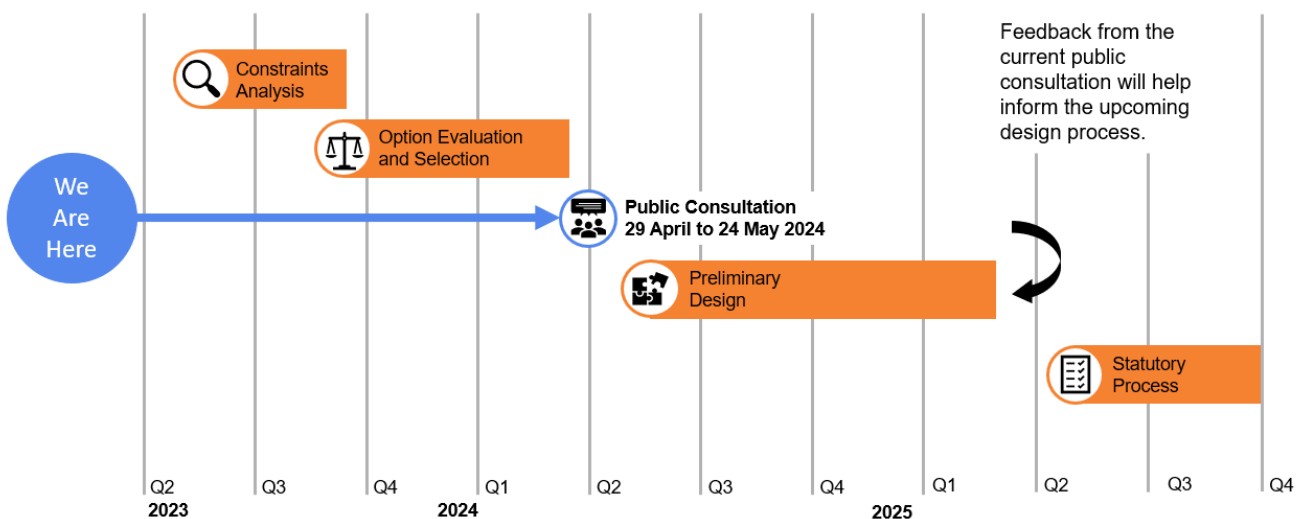 Feedback from the
current public
consultation will help
inform the upcoming
design process.
Constraints
Analysis
Option Evaluation
and Selection
We
Are
Here
Public Consultation
29 April to 24 May 2024
Preliminary
Design
Statutory
Process
Q2 Q3 Q4 Q1 Q2 Q3 Q4 Q1 Q2 Q3 Q4
2023 2024 2025